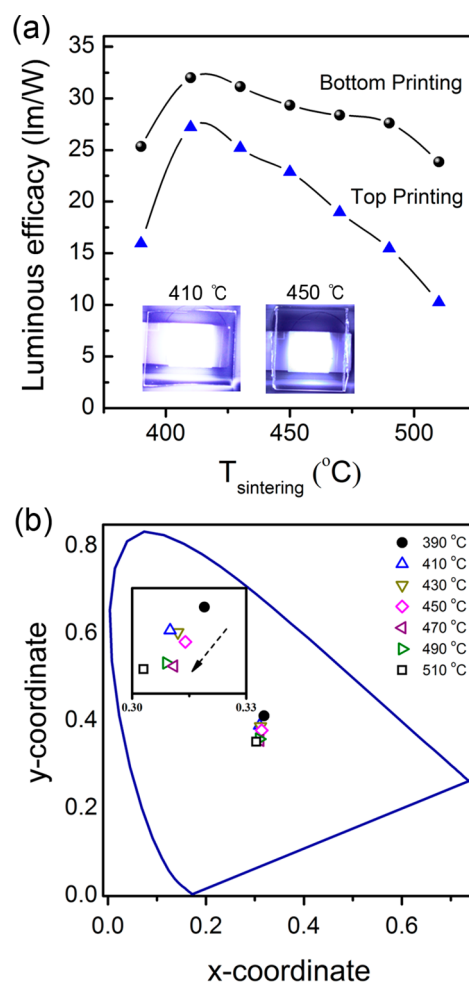 (a)
35
30
25
20
15
10
5
0
Luminous efficacy (lm/W)
Bottom Printing
Top Printing
410 °C
450 °C
400
450
500
T_sintering (°C)
(b)
0.8
0.6
0.4
0.2
0.0
y-coordinate
390 °C
410 °C
430 °C
450 °C
470 °C
490 °C
510 °C
0.30
0.33
0.0
0.2
0.4
0.6
x-coordinate